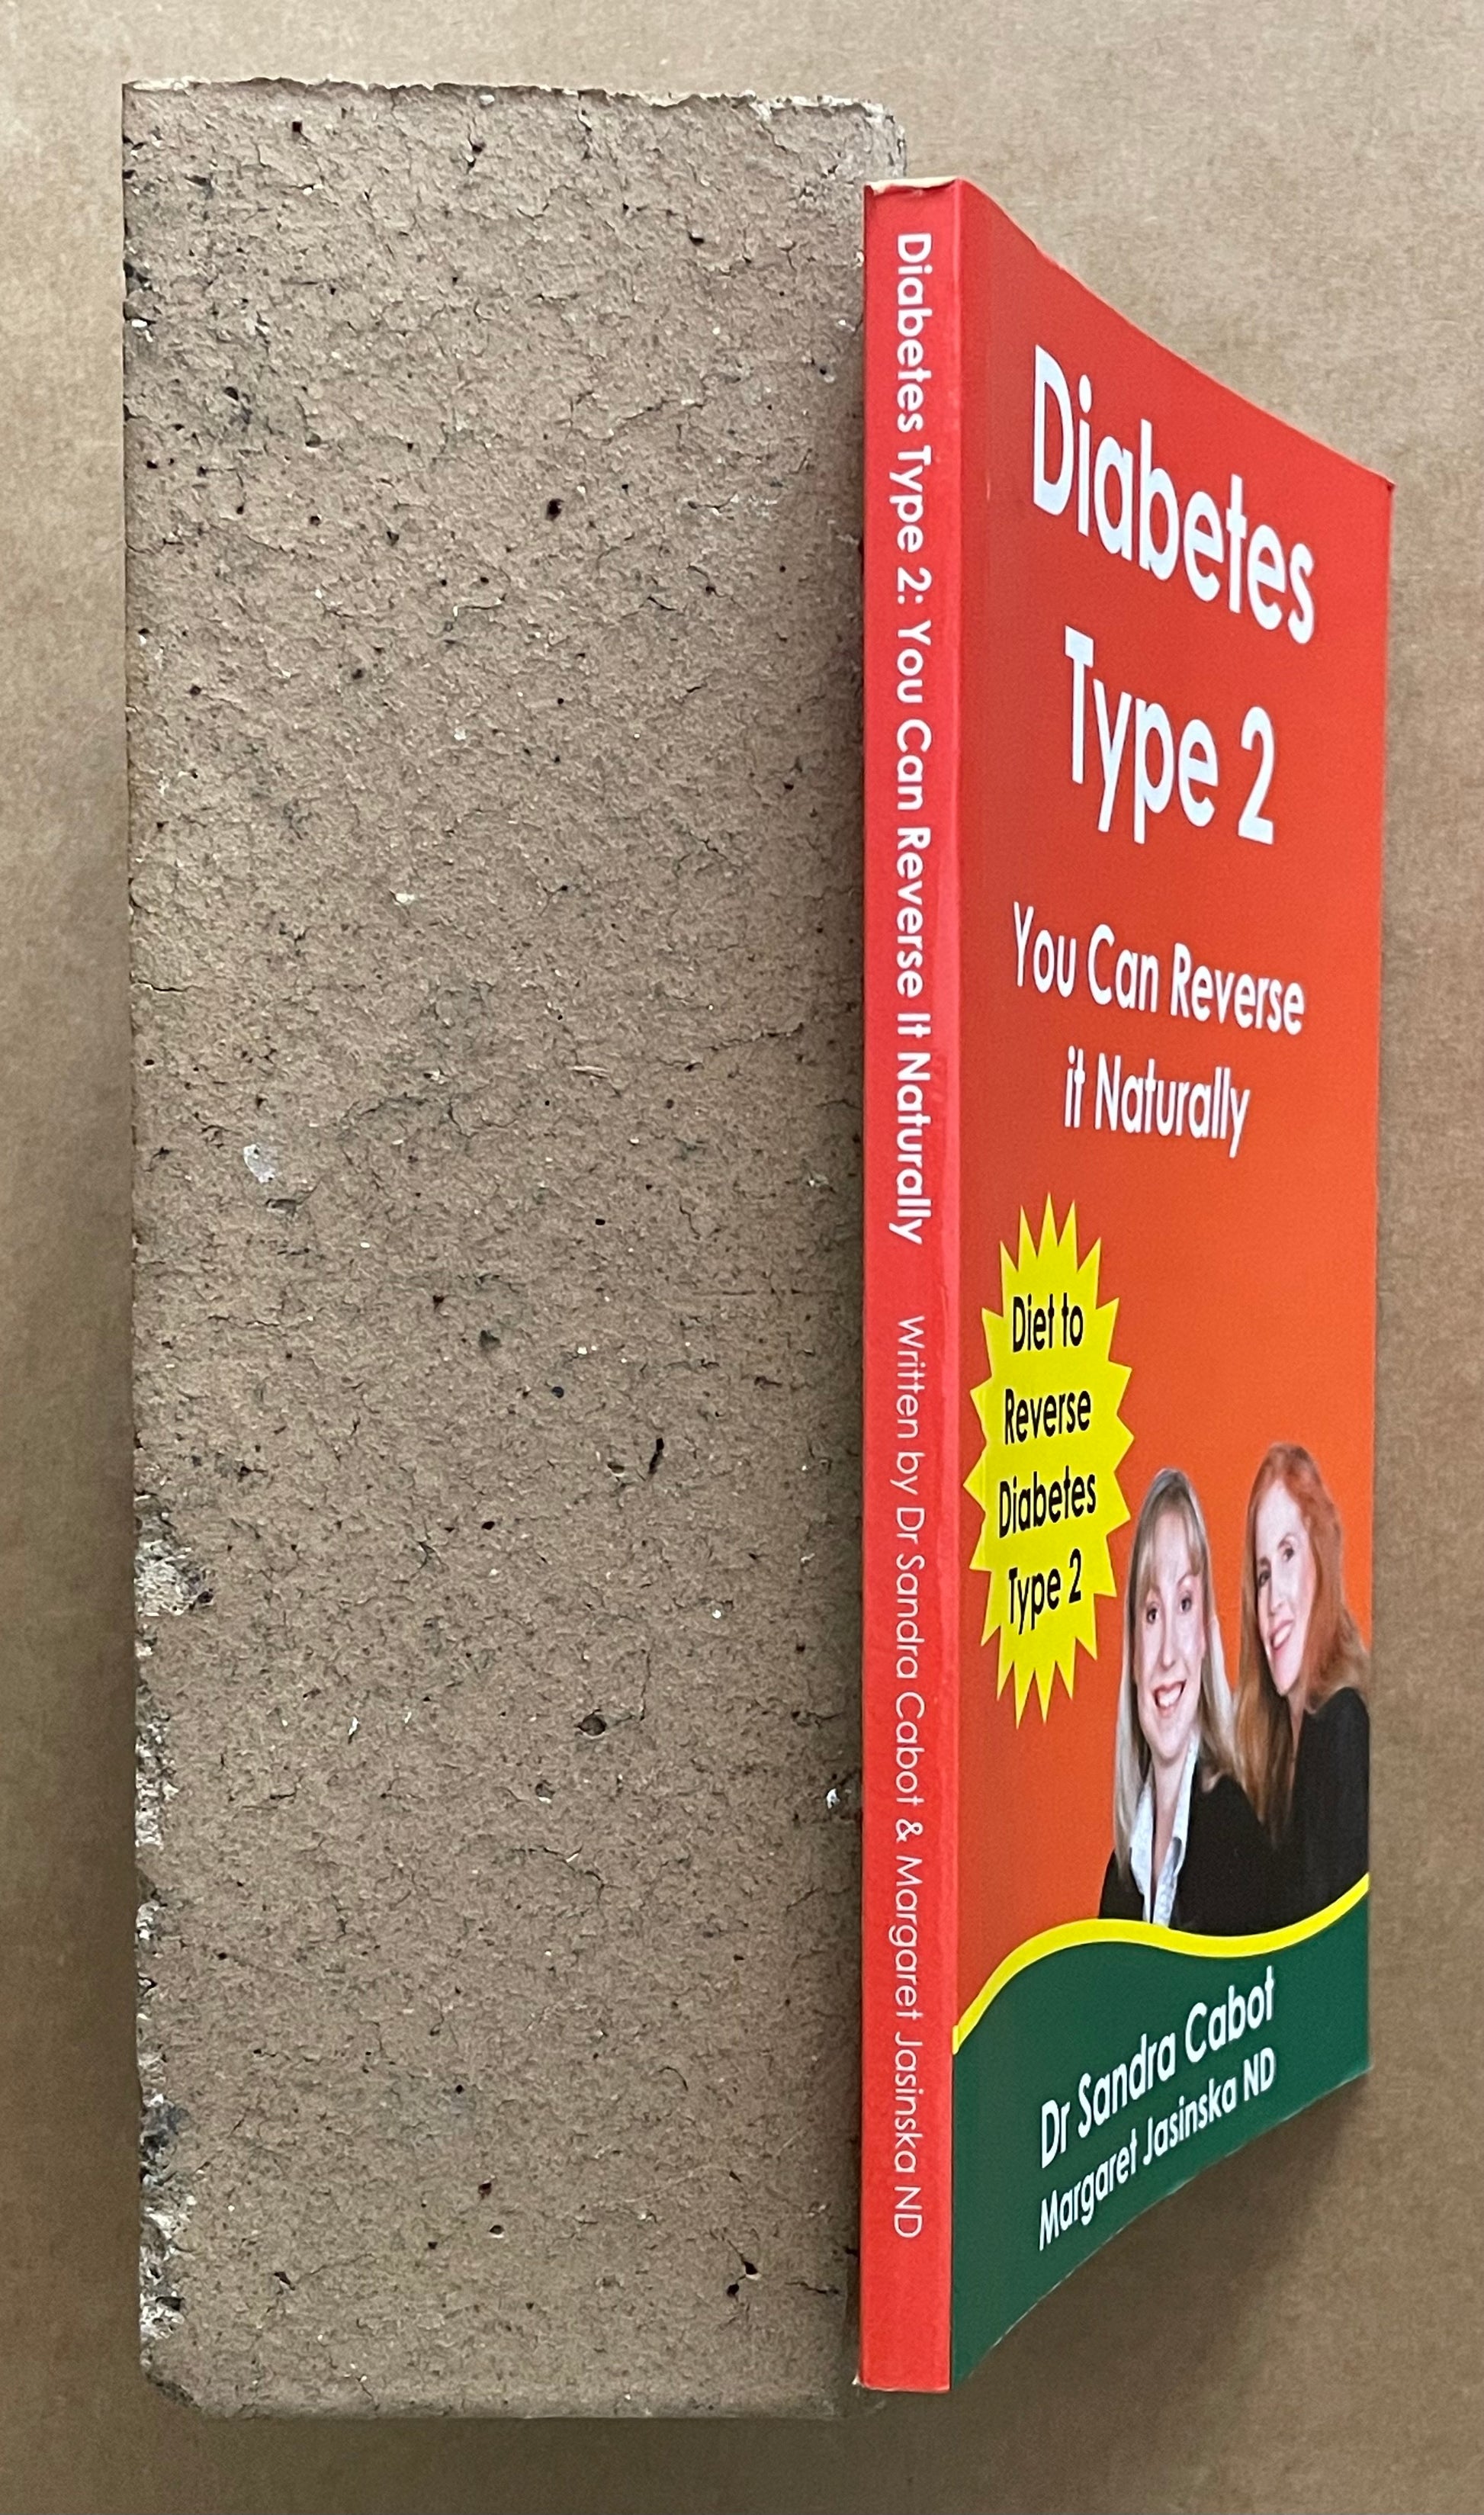 Diabetes Type 2: You Can Reverse It Naturally Written by Dr Sandra Cabot & Margaret Jasinska ND
Diabetes
Type 2
You Can Reverse
it Naturally
Diet to
Reverse
Diabetes
Type 2
Dr Sandra Cabot
Margaret Jasinska ND